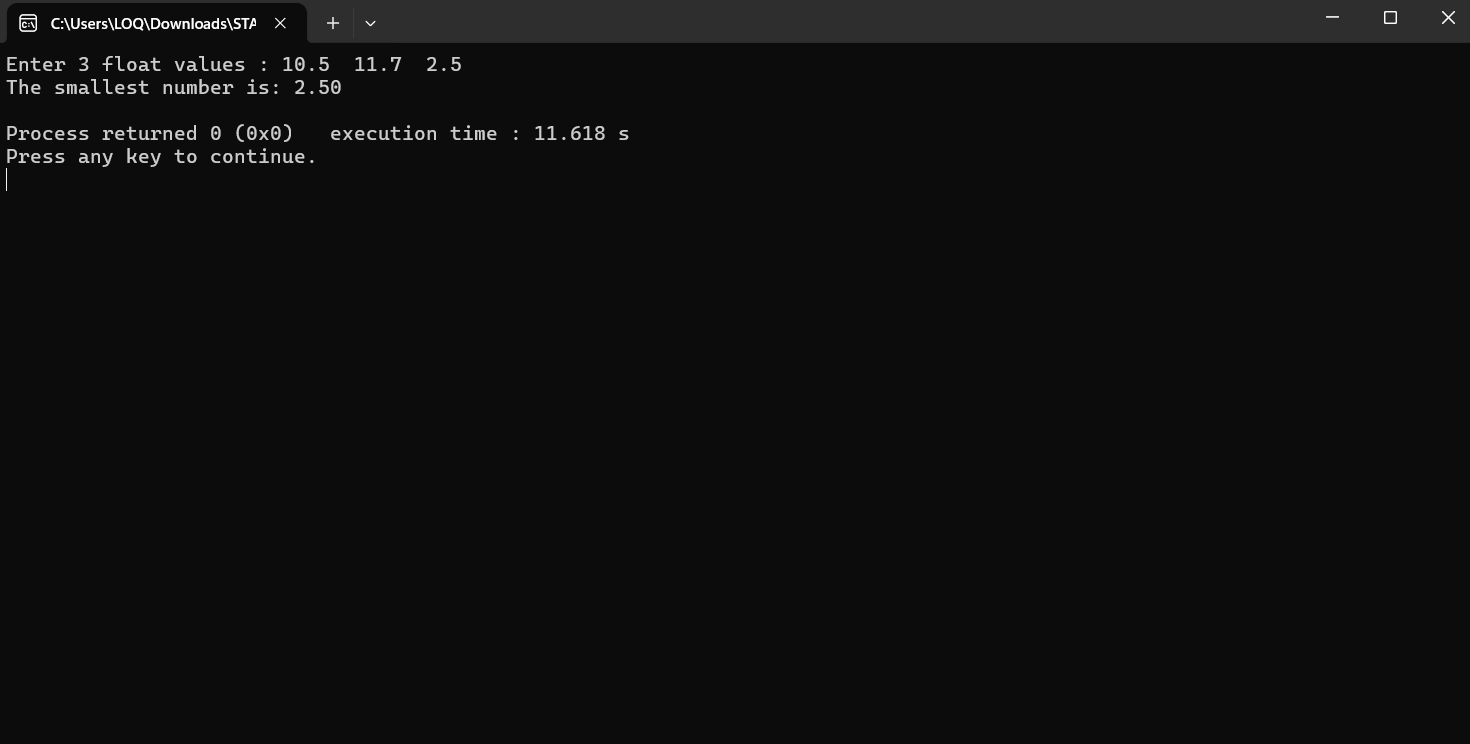 C:\Users\LOQ\Downloads\STA
Enter 3 float values : 10.5  11.7  2.5
The smallest number is: 2.50
Process returned 0 (0x0)   execution time : 11.618 s
Press any key to continue.